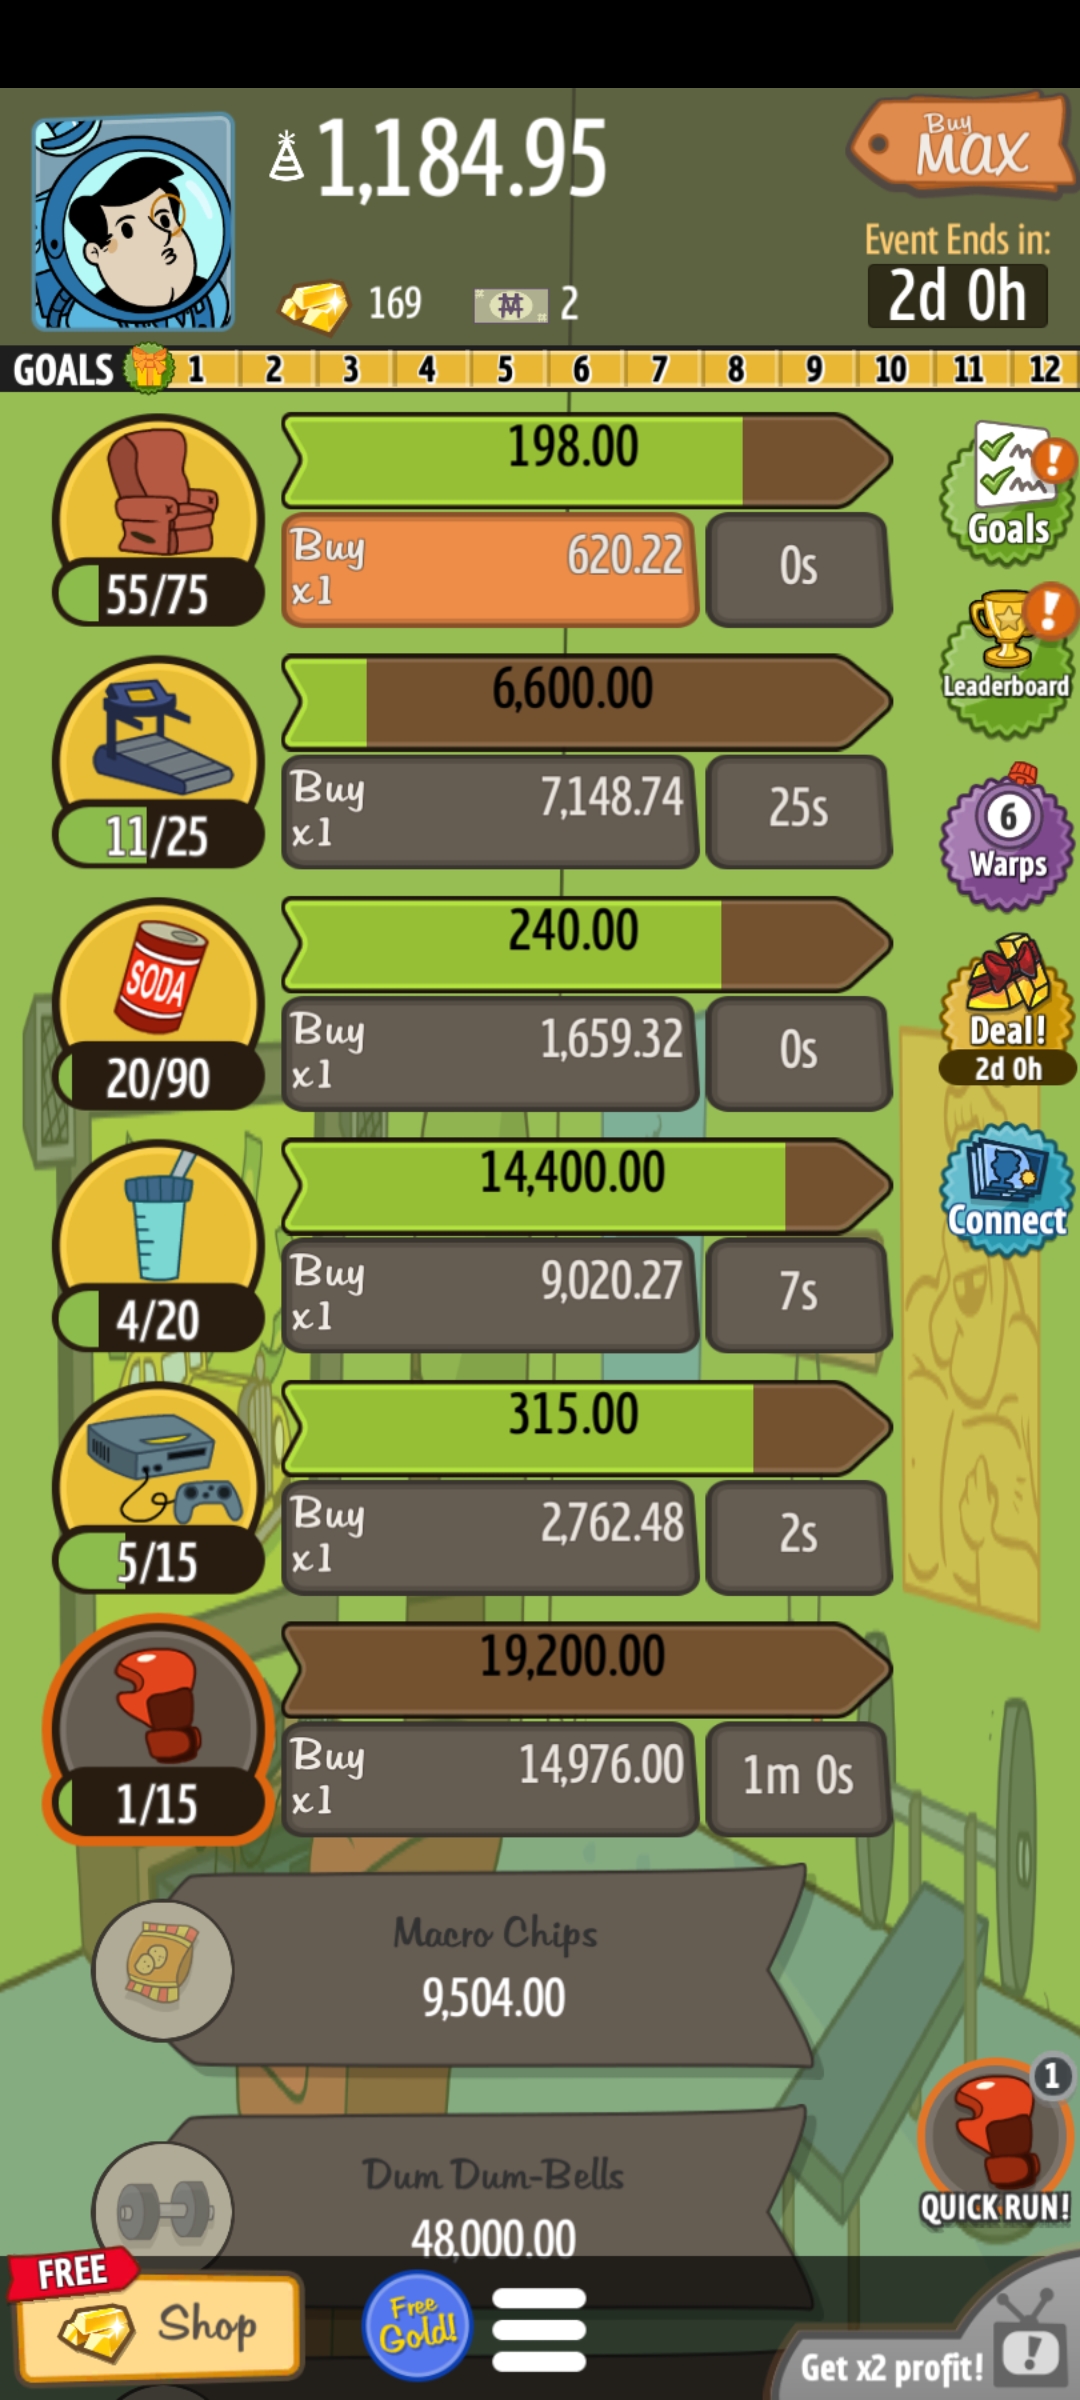 1,184.95
Buy
MAX
Event Ends in:
2d 0h
169
2
GOALS 1 2 3 4 5 6 7 8 9 10 11 12
198.00
Buy
x1
620.22
0s
55/75
Goals
6,600.00
Buy
x1
7,148.74
25s
11/25
Leaderboard
6
Warps
SODA
240.00
Buy
x1
1,659.32
0s
20/90
Deal!
2d 0h
14,400.00
Buy
x1
9,020.27
7s
4/20
Connect
315.00
Buy
x1
2,762.48
2s
5/15
19,200.00
Buy
x1
14,976.00
1m 0s
1/15
Macro Chips
9,504.00
Dum Dum-Bells
48,000.00
1
QUICK RUN!
FREE
Shop
Free
Gold!
Get x2 profit!